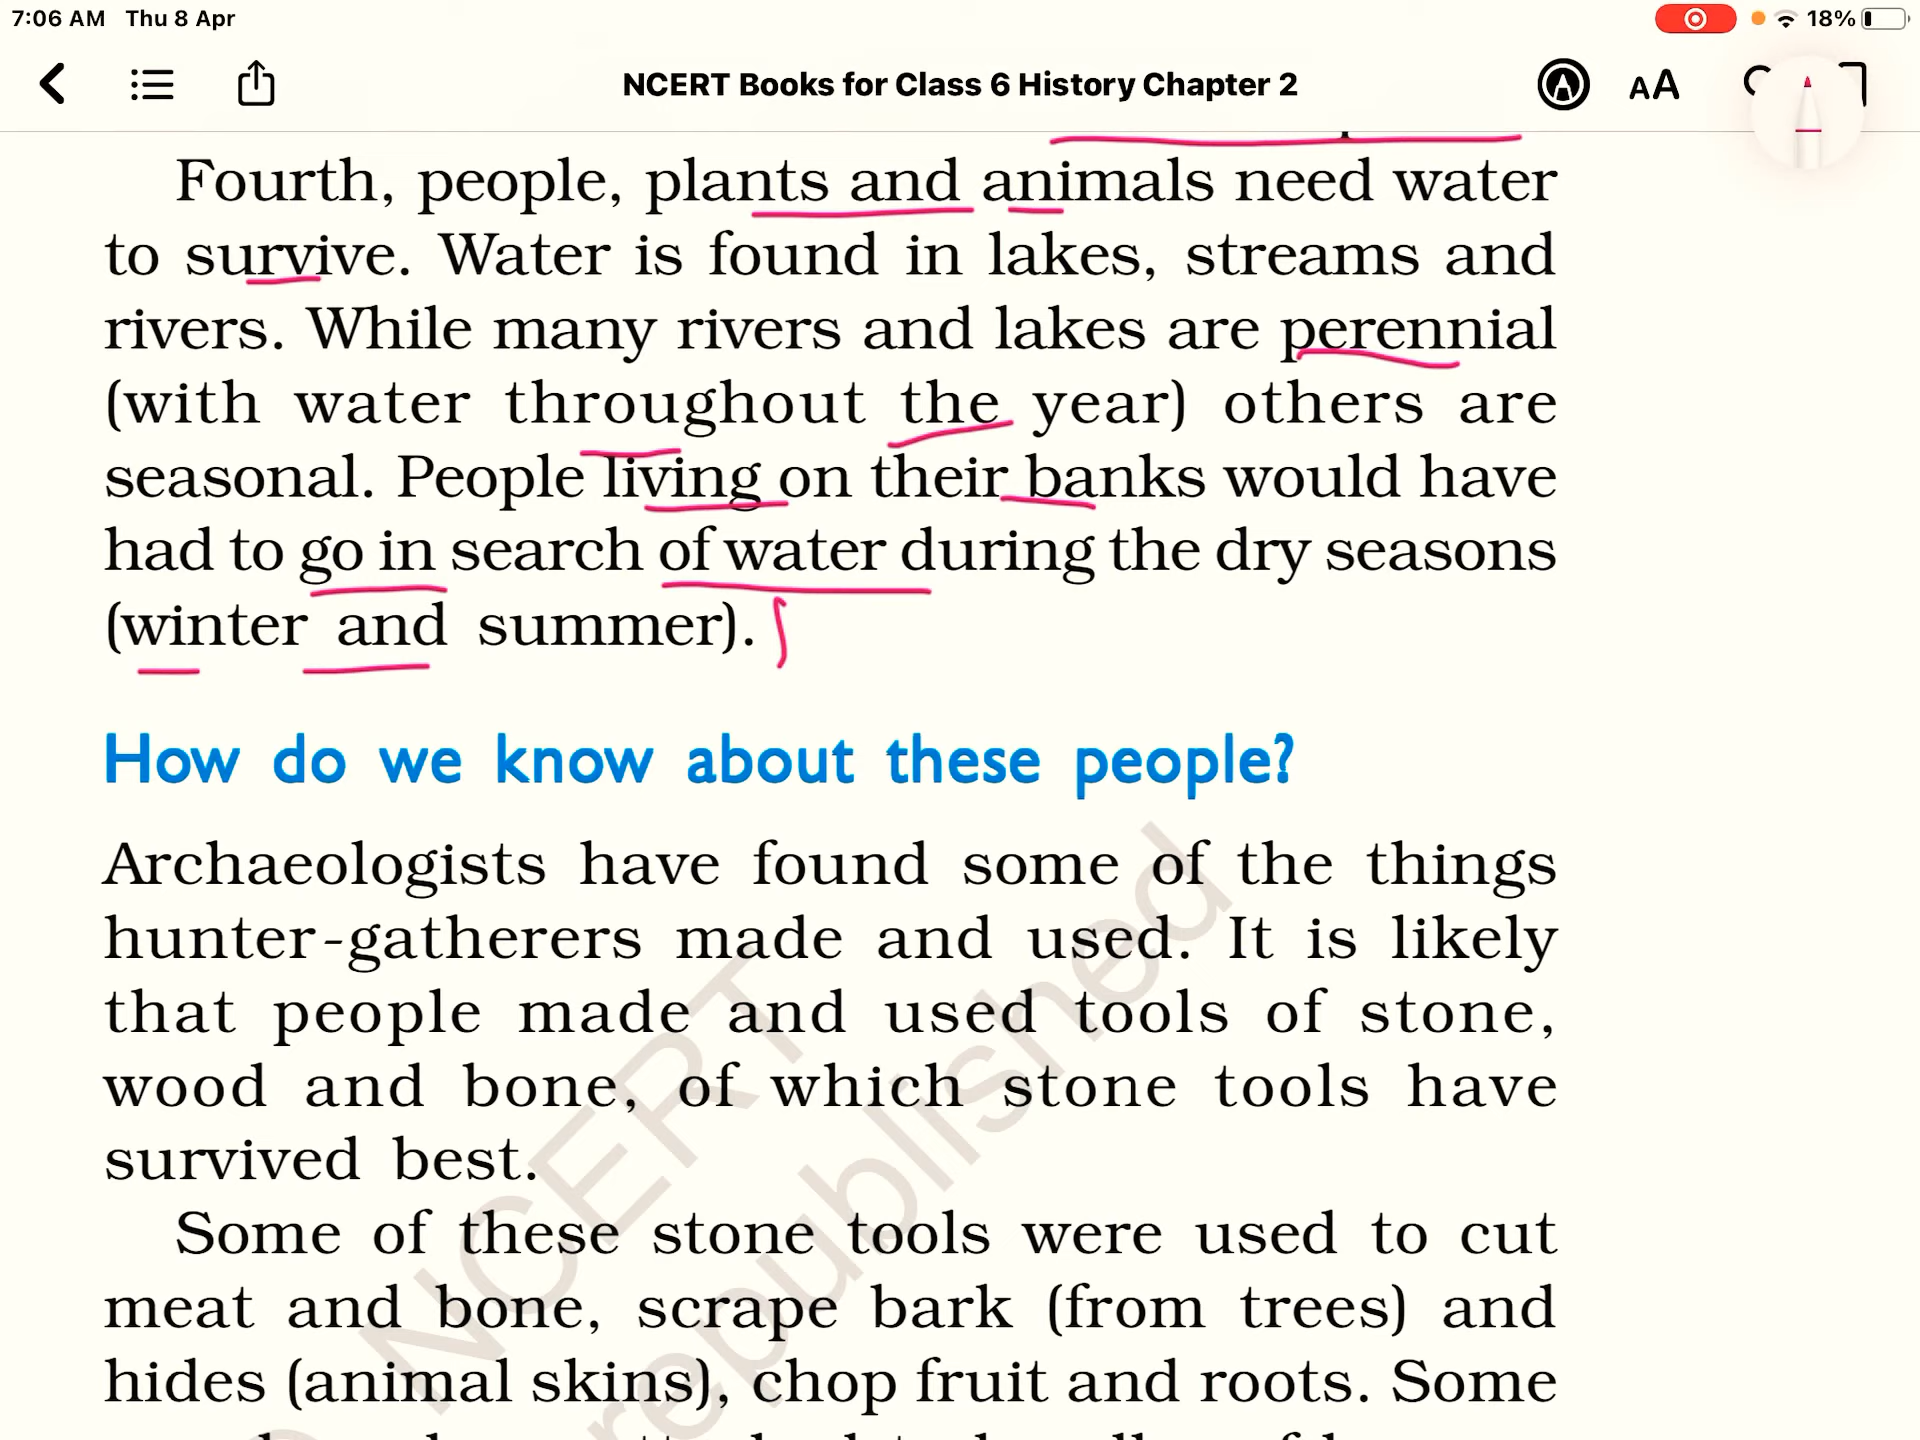 7:06 AM Thu 8 Apr
18%
NCERT Books for Class 6 History Chapter 2
AA
Fourth, people, plants and animals need water
to survive. Water is found in lakes, streams and
rivers. While many rivers and lakes are perennial
(with water throughout the year) others are
seasonal. People living on their banks would have
had to go in search of water during the dry seasons
(winter and summer).
How do we know about these people?
Archaeologists have found some of the things
hunter-gatherers made and used. It is likely
that people made and used tools of stone,
wood and bone, of which stone tools have
survived best.
Some of these stone tools were used to cut
meat and bone, scrape bark (from trees) and
hides (animal skins), chop fruit and roots. Some
NCERT
republished